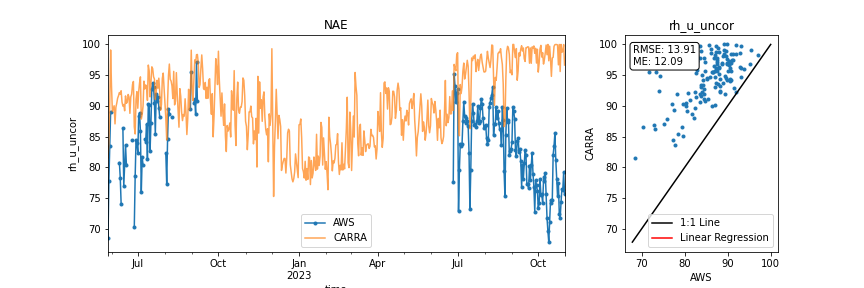 NAE
rh_u_uncor
100
95
90
85
80
75
70
rh_u_uncor
AWS
CARRA
Jul
Oct
Jan
2023
Apr
Jul
Oct
time
rh_u_uncor
RMSE: 13.91
ME: 12.09
100
95
90
85
80
75
70
CARRA
1:1 Line
Linear Regression
70
80
90
100
AWS